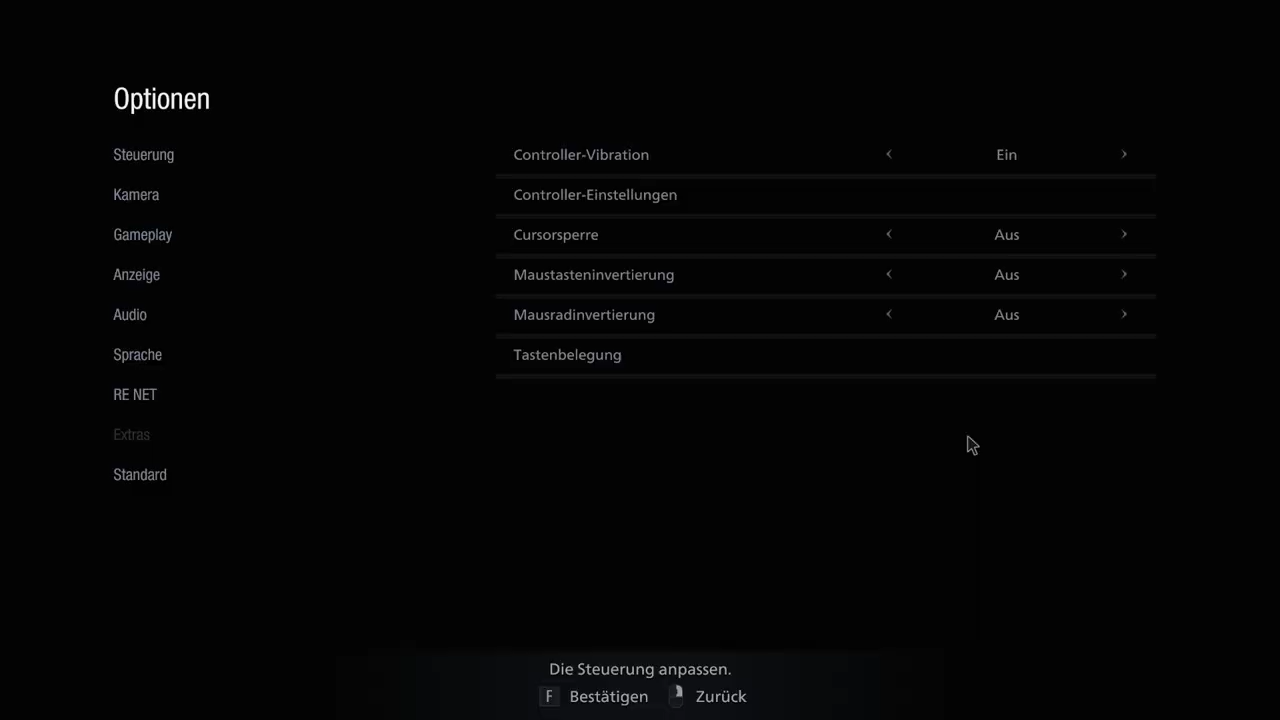 Optionen
Steuerung
Kamera
Gameplay
Anzeige
Audio
Sprache
RE NET
Extras
Standard
Controller-Vibration Ein
Controller-Einstellungen
Cursorsperre Aus
Maustasteninvertierung Aus
Mausradinvertierung Aus
Tastenbelegung
Die Steuerung anpassen.
F Bestätigen Zurück